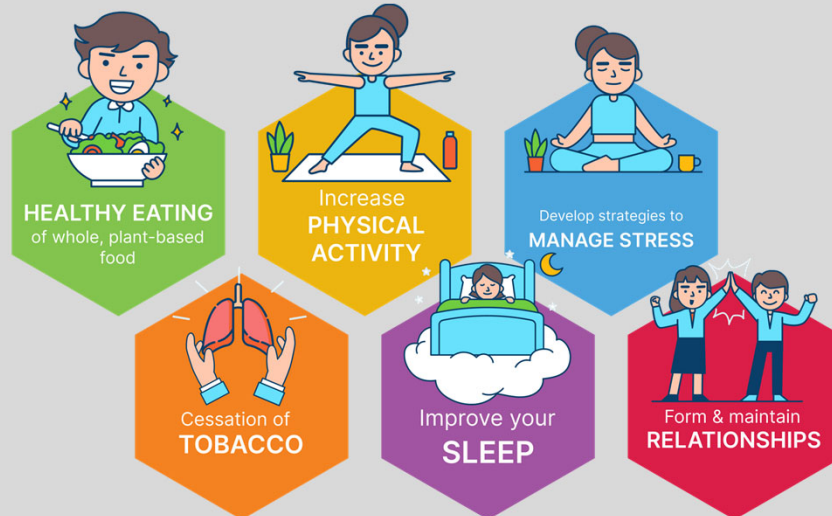 HEALTHY EATING
of whole, plant-based
food
Increase
PHYSICAL
ACTIVITY
Develop strategies to
MANAGE STRESS
Cessation of
TOBACCO
Improve your
SLEEP
Form & maintain
RELATIONSHIPS